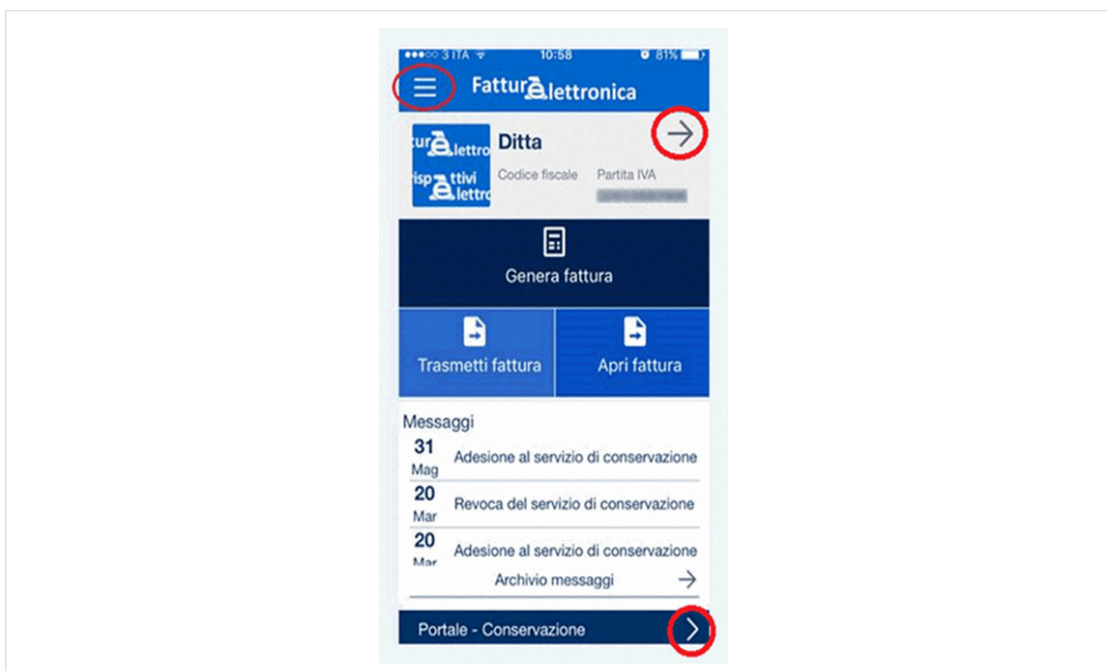 3 ITA 10:58 81%
FatturAElettronica
Ditta
Codice fiscale Partita IVA
Genera fattura
Trasmetti fattura Apri fattura
Messaggi
31 Mag Adesione al servizio di conservazione
20 Mar Revoca del servizio di conservazione
20 Mar Adesione al servizio di conservazione
Archivio messaggi
Portale - Conservazione